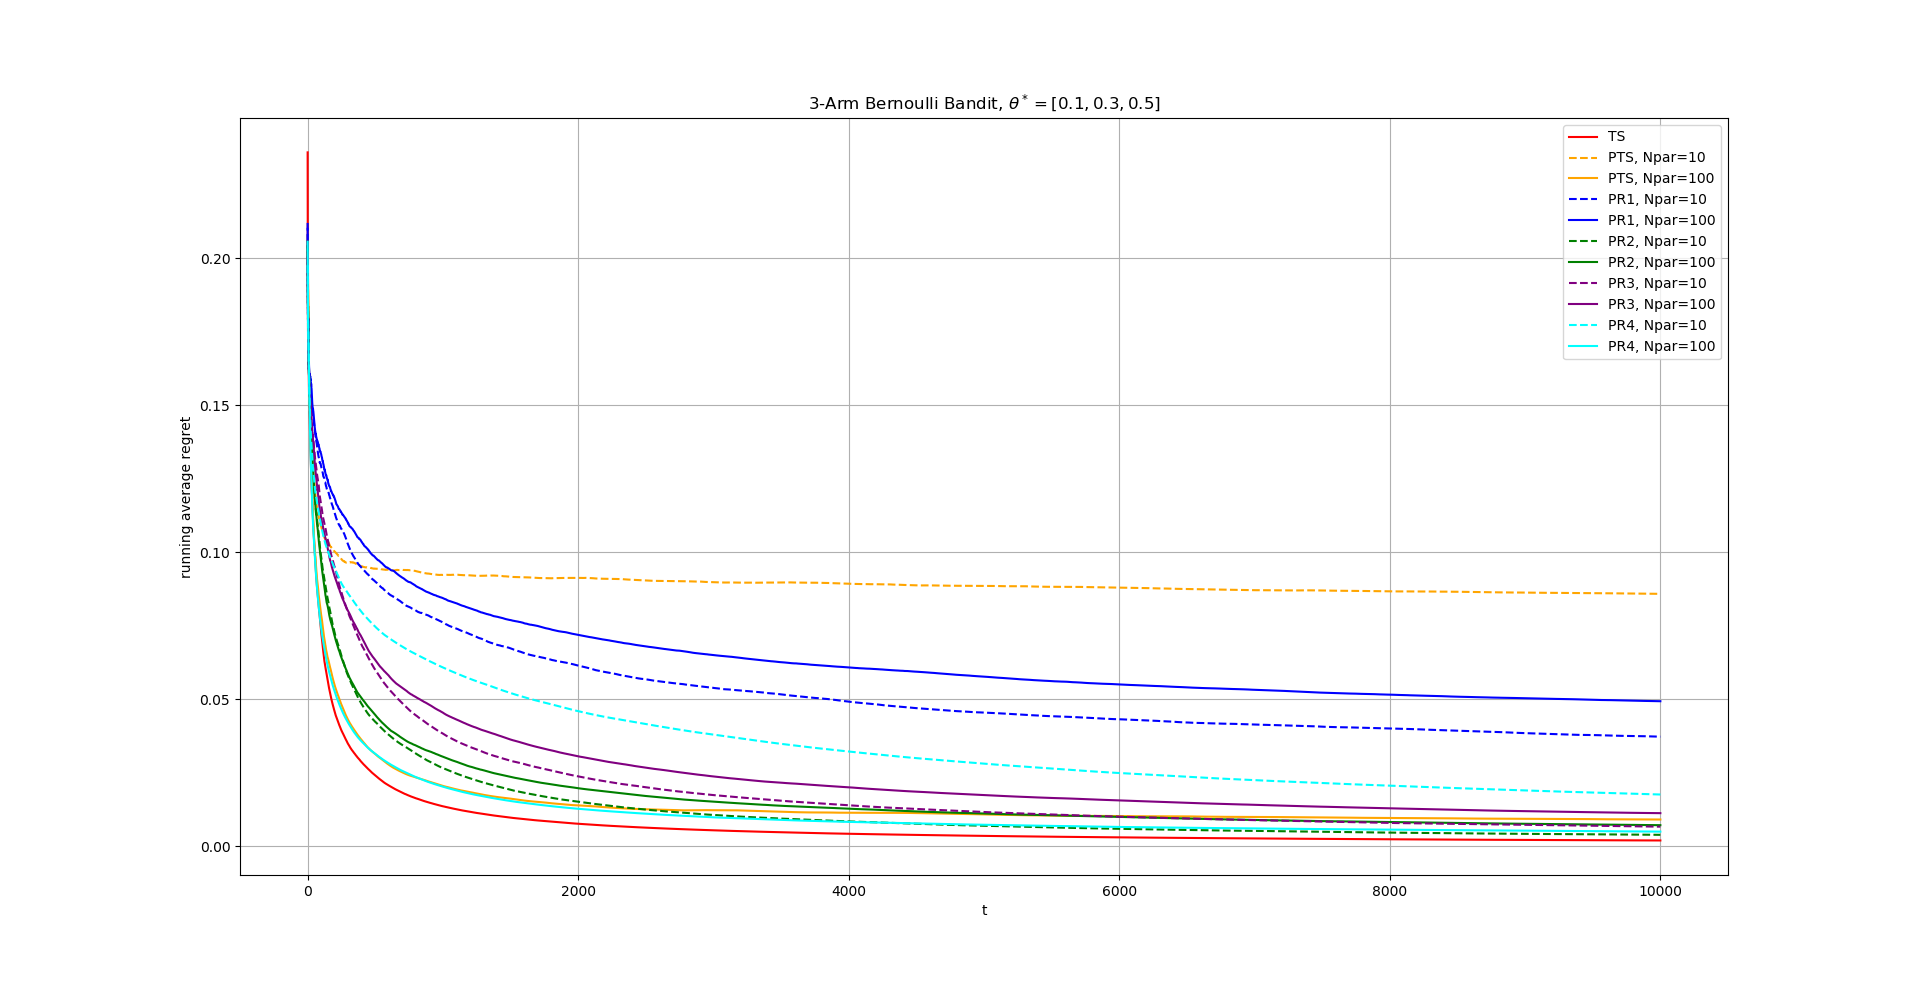 3-Arm Bernoulli Bandit, θ* = [0.1, 0.3, 0.5]
TS
PTS, Npar=10
PTS, Npar=100
PR1, Npar=10
PR1, Npar=100
PR2, Npar=10
PR2, Npar=100
PR3, Npar=10
PR3, Npar=100
PR4, Npar=10
PR4, Npar=100
running average regret
0.20
0.15
0.10
0.05
0.00
0 2000 4000 6000 8000 10000
t